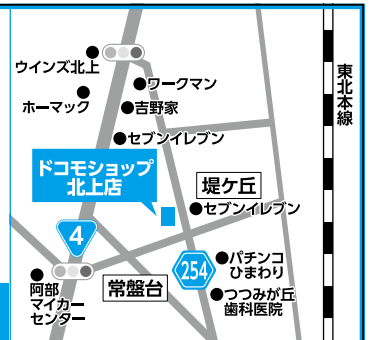 ウインズ北上
ワークマン
ホーマック
吉野家
東北本線
セブンイレブン
ドコモショップ
北上店
堤ケ丘
セブンイレブン
4
254
パチンコ
ひまわり
阿部
マイカー
センター
常盤台
つつみが丘
歯科医院